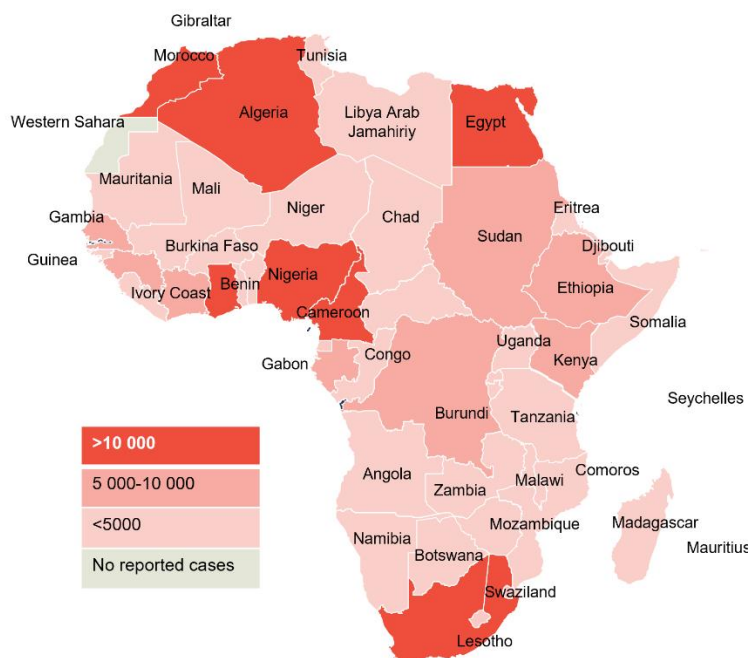 Gibraltar
Morocco
Tunisia
Algeria
Libya Arab
Jamahiriy
Egypt
Western Sahara
Mauritania
Mali
Niger
Chad
Sudan
Eritrea
Gambia
Djibouti
Guinea
Burkina Faso
Ivory Coast
Benin
Nigeria
Ethiopia
Cameroon
Somalia
Gabon
Congo
Uganda
Kenya
Seychelles
Burundi
Tanzania
>10 000
5 000-10 000
<5000
No reported cases
Angola
Zambia
Malawi
Comoros
Mozambique
Madagascar
Mauritius
Namibia
Botswana
Swaziland
Lesotho